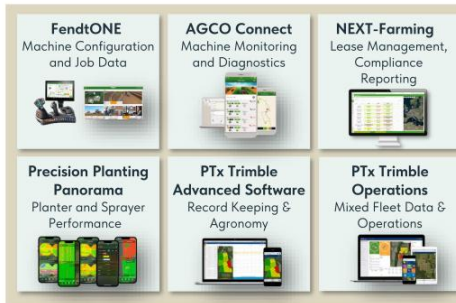 FendtONE
Machine Configuration
and Job Data
AGCO Connect
Machine Monitoring
and Diagnostics
NEXT-Farming
Lease Management,
Compliance
Reporting
Precision Planting
Panorama
Planter and Sprayer
Performance
PTx Trimble
Advanced Software
Record Keeping &
Agronomy
PTx Trimble
Operations
Mixed Fleet Data &
Operations